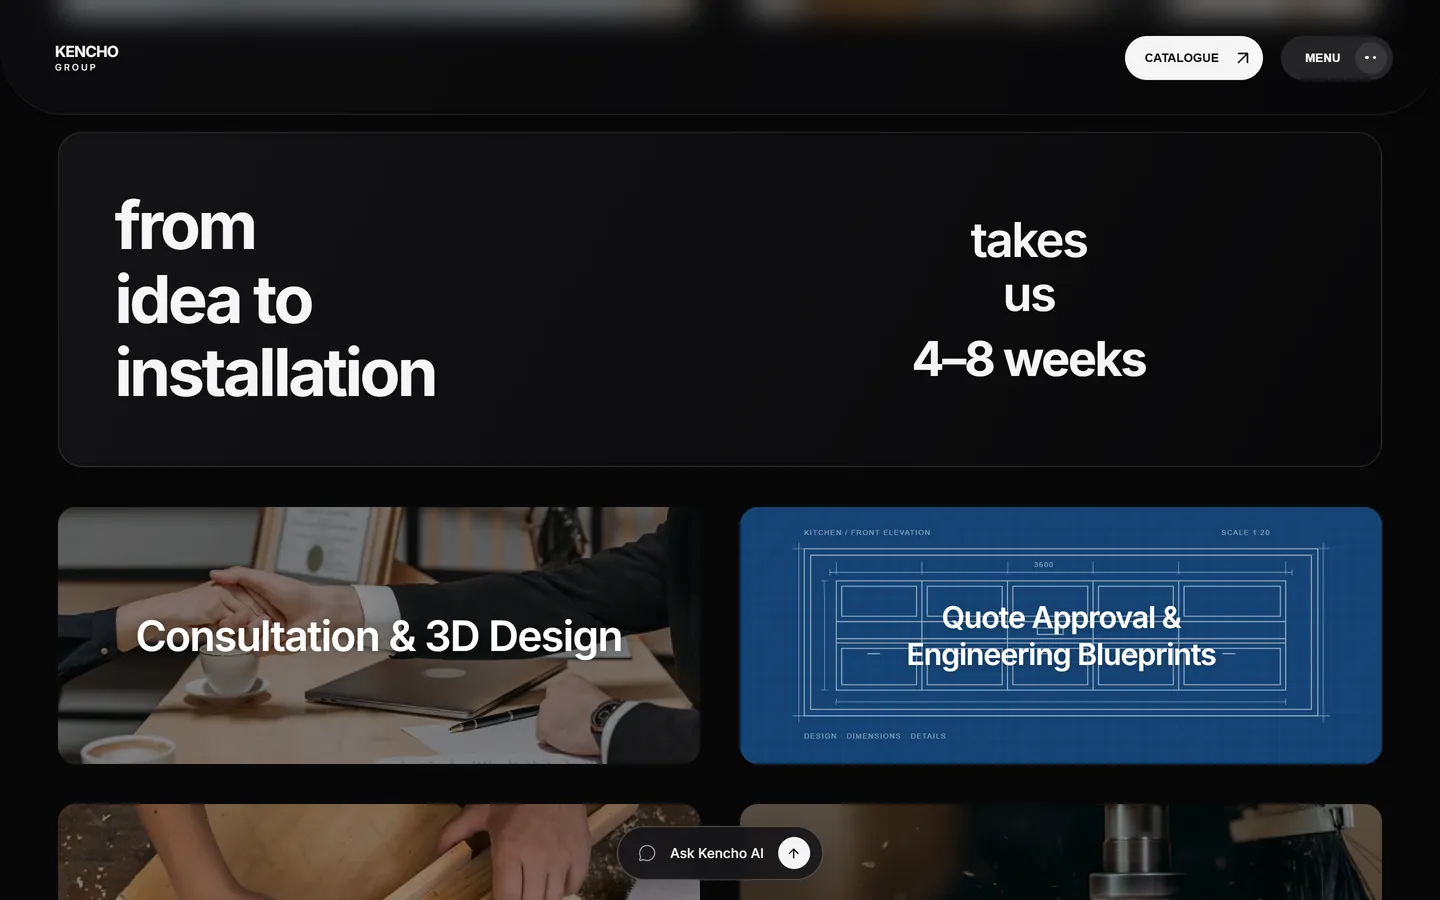 KENCHO
GROUP
CATALOGUE
MENU
from
idea to
installation
takes
us
4–8 weeks
Consultation & 3D Design
KITCHEN / FRONT ELEVATION
SCALE 1:20
3600
Quote Approval &
Engineering Blueprints
DESIGN DIMENSIONS DETAILS
Ask Kencho AI